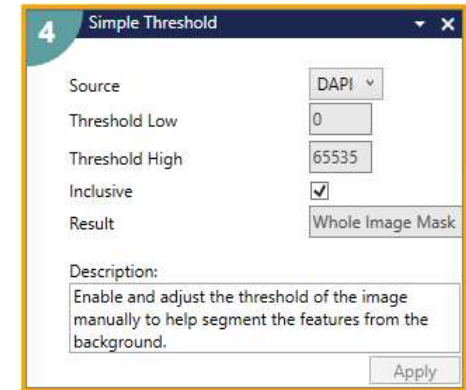 4
Simple Threshold
Source DAPI
Threshold Low 0
Threshold High 65535
Inclusive
Result Whole Image Mask
Description:
Enable and adjust the threshold of the image
manually to help segment the features from the
background.
Apply